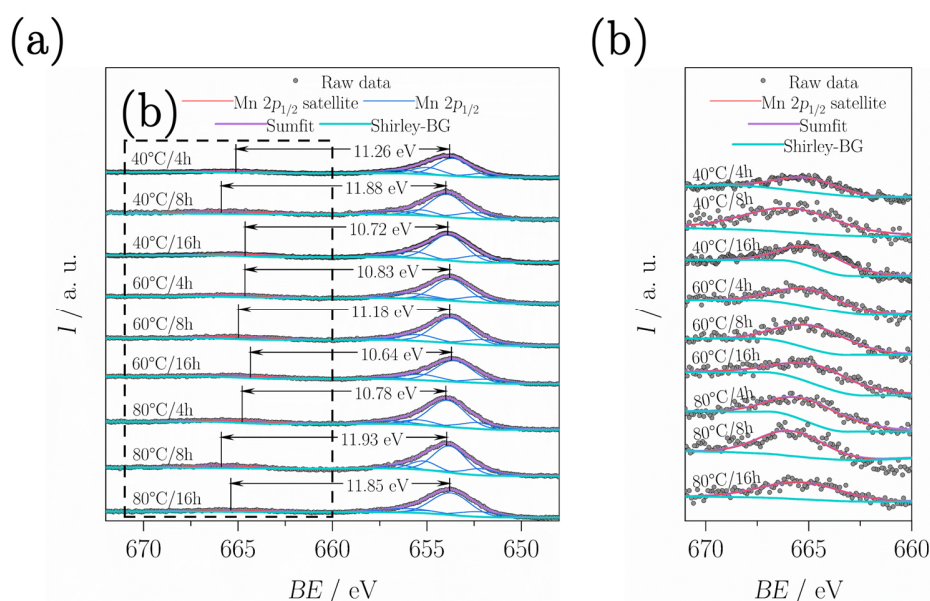 (a)
(b)
Raw data
Mn 2p1/2 satellite Mn 2p1/2
Sumfit Shirley-BG
(b)
40°C/4h
11.26 eV
40°C/8h
11.88 eV
40°C/16h
10.72 eV
60°C/4h
10.83 eV
60°C/8h
11.18 eV
60°C/16h
10.64 eV
80°C/4h
10.78 eV
80°C/8h
11.93 eV
80°C/16h
11.85 eV
I / a. u.
670 665 660 654 650
BE / eV
Raw data
Mn 2p1/2 satellite
Sumfit
Shirley-BG
40°C/4h
40°C/8h
40°C/16h
60°C/4h
60°C/8h
60°C/16h
80°C/4h
80°C/8h
80°C/16h
I / a. u.
670 665 660
BE / eV